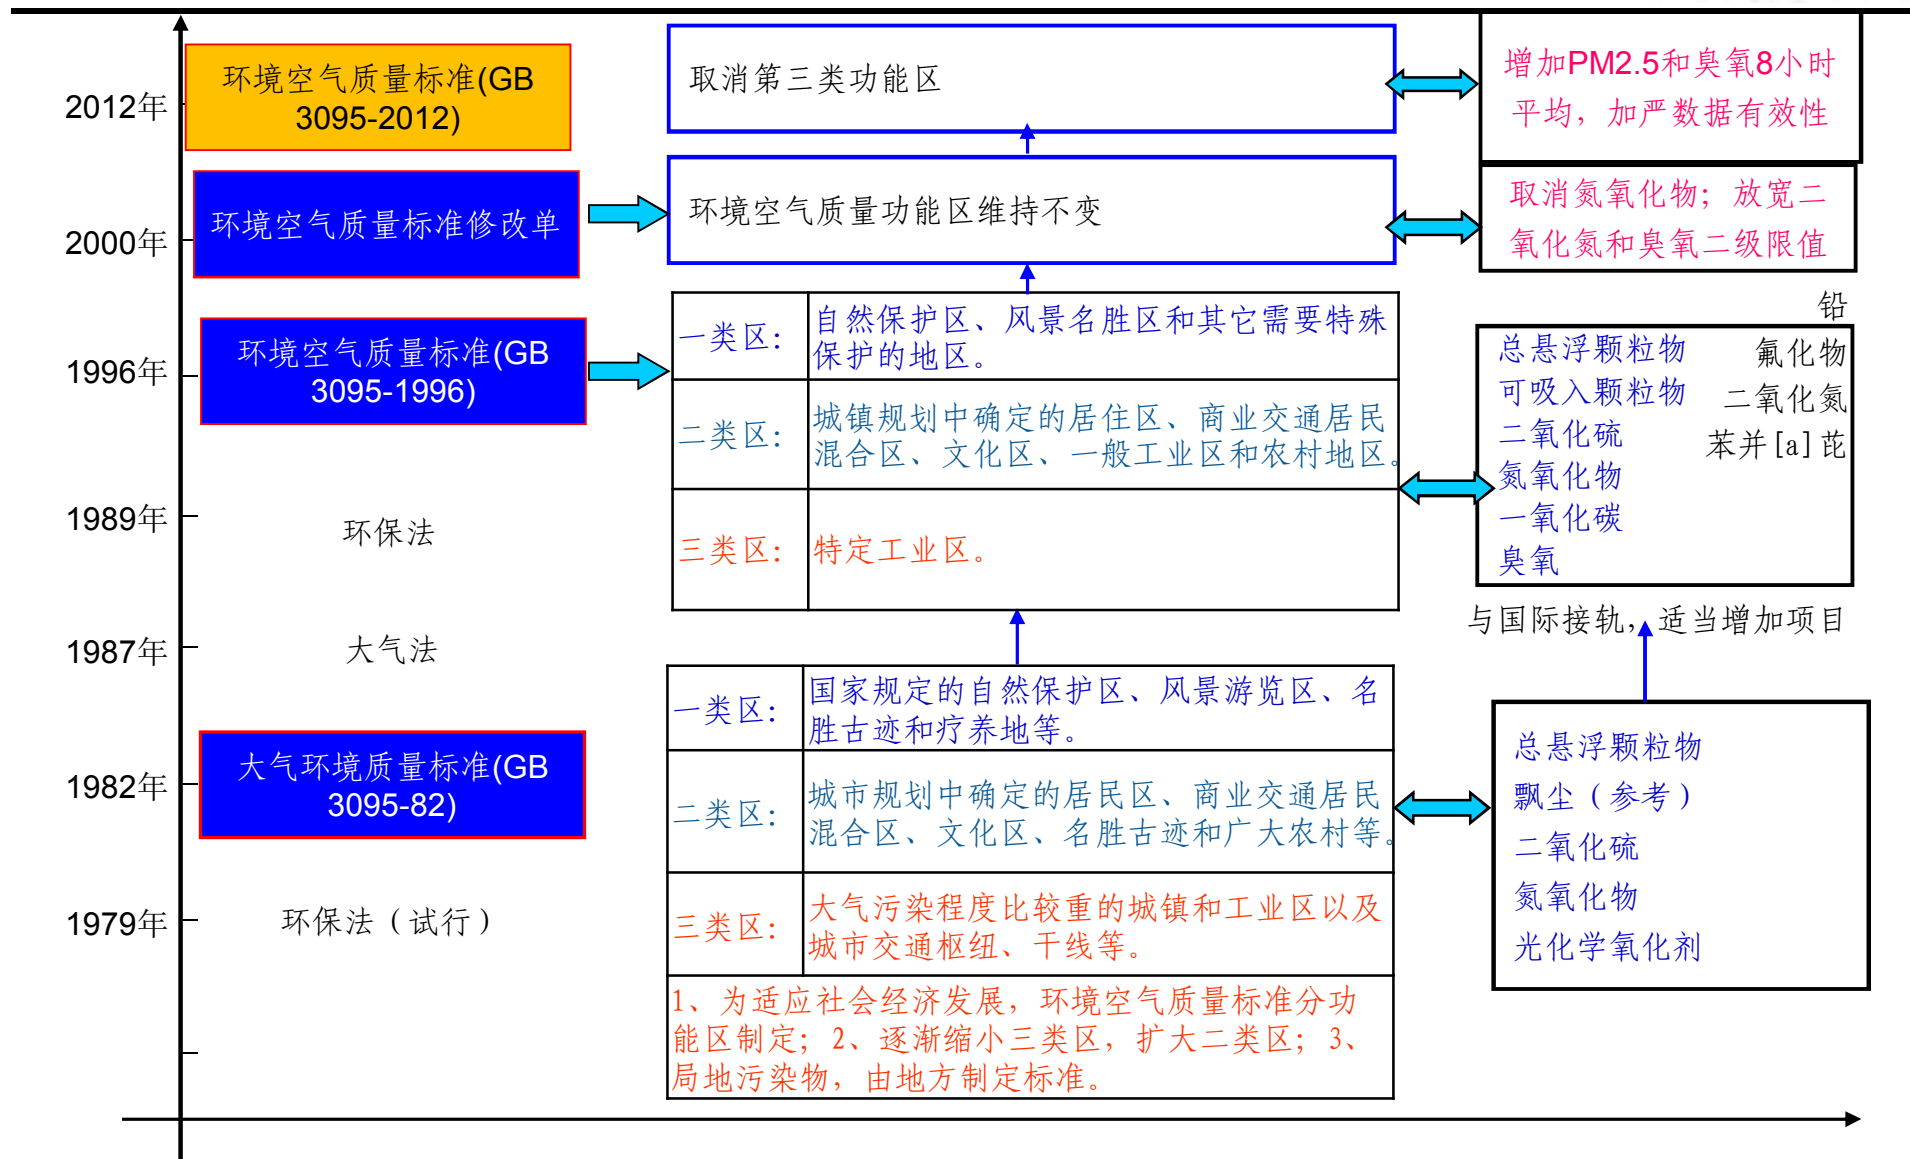 2012年
环境空气质量标准(GB
3095-2012)
取消第三类功能区
增加PM2.5和臭氧8小时
平均，加严数据有效性
2000年
环境空气质量标准修改单
环境空气质量功能区维持不变
取消氮氧化物；放宽二
氧化氮和臭氧二级限值
1996年
环境空气质量标准(GB
3095-1996)
一类区：
自然保护区、风景名胜区和其它需要特殊
保护的地区。
二类区：
城镇规划中确定的居住区、商业交通居民
混合区、文化区、一般工业区和农村地区。
三类区：
特定工业区。
总悬浮颗粒物
可吸入颗粒物
二氧化硫
氮氧化物
一氧化碳
臭氧
铅
氟化物
二氧化氮
苯并[a]芘
与国际接轨，适当增加项目
1989年
环保法
1987年
大气法
1982年
大气环境质量标准(GB
3095-82)
一类区：
国家规定的自然保护区、风景游览区、名
胜古迹和疗养地等。
二类区：
城市规划中确定的居民区、商业交通居民
混合区、文化区、名胜古迹和广大农村等。
三类区：
大气污染程度比较重的城镇和工业区以及
城市交通枢纽、干线等。
1、为适应社会经济发展，环境空气质量标准分功
能区制定；2、逐渐缩小三类区，扩大二类区；3、
局地污染物，由地方制定标准。
总悬浮颗粒物
飘尘（参考）
二氧化硫
氮氧化物
光化学氧化剂
1979年
环保法（试行）